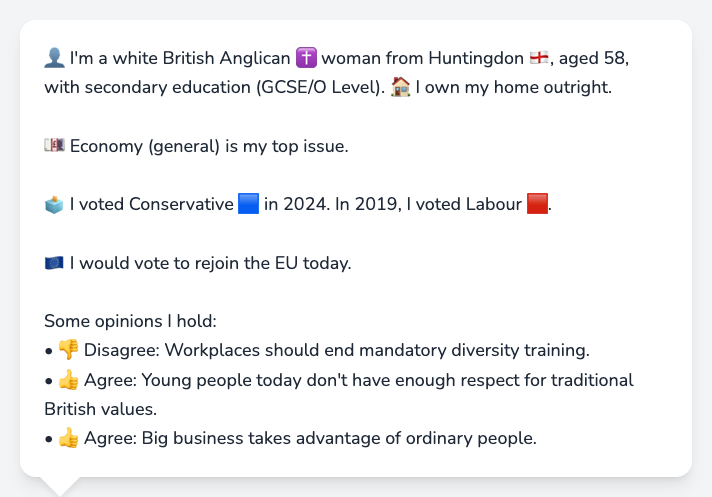 👤 I'm a white British Anglican ✝️ woman from Huntingdon 🏴󠁧󠁢󠁥󠁮󠁧󠁿, aged 58,
with secondary education (GCSE/O Level). 🏠 I own my home outright.
💷 Economy (general) is my top issue.
🗳️ I voted Conservative 🟦 in 2024. In 2019, I voted Labour 🟥.
🇪🇺 I would vote to rejoin the EU today.
Some opinions I hold:
• 👎 Disagree: Workplaces should end mandatory diversity training.
• 👍 Agree: Young people today don't have enough respect for traditional
British values.
• 👍 Agree: Big business takes advantage of ordinary people.